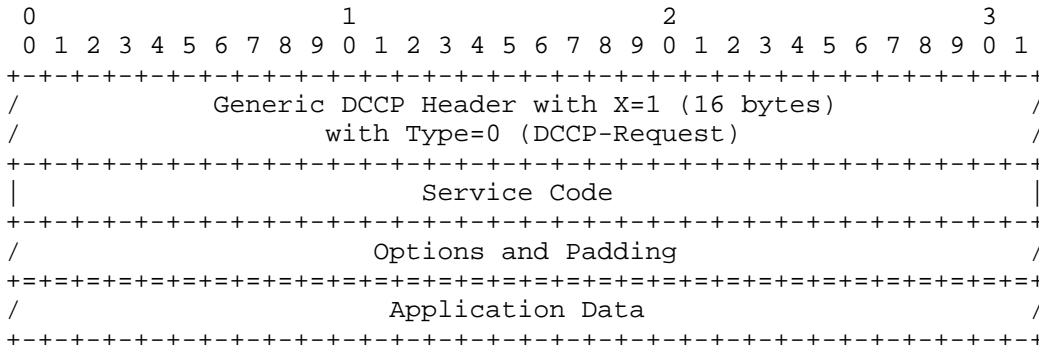 0                   1                   2                   3
 0 1 2 3 4 5 6 7 8 9 0 1 2 3 4 5 6 7 8 9 0 1 2 3 4 5 6 7 8 9 0 1
+-+-+-+-+-+-+-+-+-+-+-+-+-+-+-+-+-+-+-+-+-+-+-+-+-+-+-+-+-+-+-+-+
/            Generic DCCP Header with X=1 (16 bytes)            /
/                   with Type=0 (DCCP-Request)                  /
+-+-+-+-+-+-+-+-+-+-+-+-+-+-+-+-+-+-+-+-+-+-+-+-+-+-+-+-+-+-+-+-+
|                         Service Code                          |
+-+-+-+-+-+-+-+-+-+-+-+-+-+-+-+-+-+-+-+-+-+-+-+-+-+-+-+-+-+-+-+-+
/                      Options and Padding                      /
+=+=+=+=+=+=+=+=+=+=+=+=+=+=+=+=+=+=+=+=+=+=+=+=+=+=+=+=+=+=+=+=+
/                       Application Data                        /
+-+-+-+-+-+-+-+-+-+-+-+-+-+-+-+-+-+-+-+-+-+-+-+-+-+-+-+-+-+-+-+-+